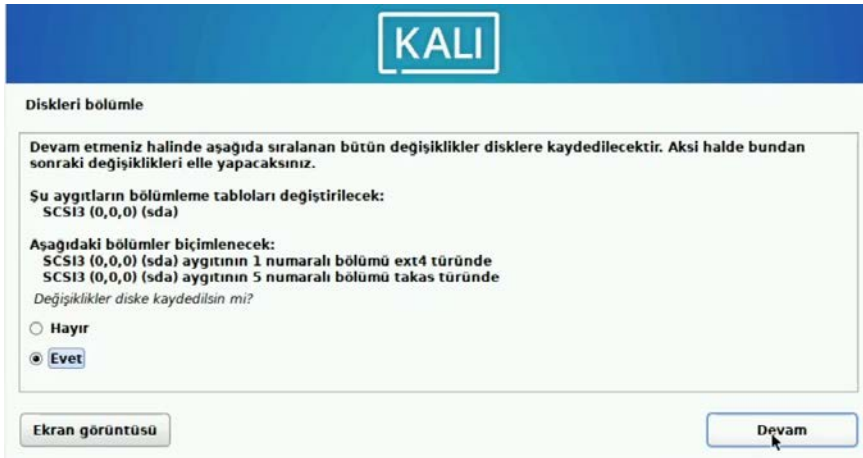 KALI
Diskleri bölümle
Devam etmeniz halinde aşağıda sıralanan bütün değişiklikler disklere kaydedilecektir. Aksi halde bundan
sonraki değişiklikleri elle yapacaksınız.
Şu aygıtların bölümleme tabloları değiştirilecek:
SCSI3 (0,0,0) (sda)
Aşağıdaki bölümler biçimlenecek:
SCSI3 (0,0,0) (sda) aygıtının 1 numaralı bölümü ext4 türünde
SCSI3 (0,0,0) (sda) aygıtının 5 numaralı bölümü takas türünde
Değişiklikler diske kaydedilsin mi?
Hayır
Evet
Ekran görüntüsü
Devam